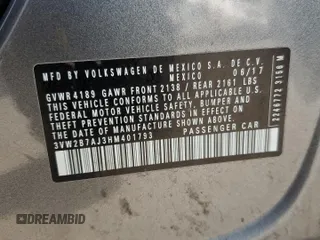 MFD BY VOLKSWAGEN DE MEXICO S.A. DE C.V.
MEXICO 06/17
GVWR 4189 GAWR FRONT 2138 / REAR 2161 LBS
THIS VEHICLE CONFORMS TO ALL APPLICABLE
FEDERAL MOTOR VEHICLE SAFETY, BUMPER AND
THEFT PREVENTION STANDARDS IN EFFECT ON
THE DATE OF MANUFACTURE SHOWN ABOVE.
3VW2B7AJ3HM401793 PASSENGER CAR
DREAMBID